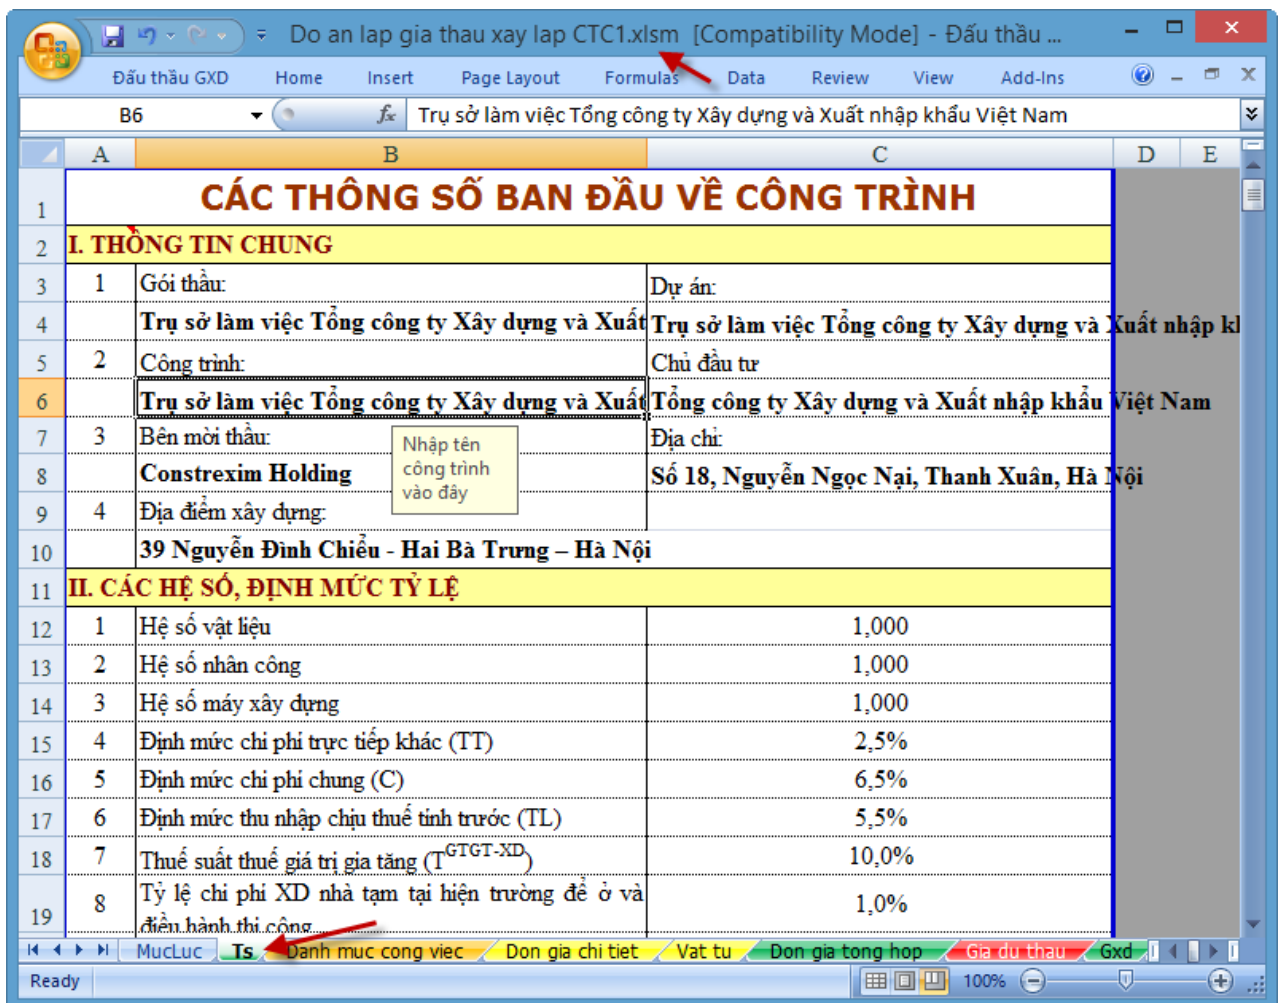 Do an lap gia thau xay lap CTC1.xlsm [Compatibility Mode] - Đấu thầu ...
Đấu thầu GXD Home Insert Page Layout Formulas Data Review View Add-Ins
B6 fx Trụ sở làm việc Tổng công ty Xây dựng và Xuất nhập khẩu Việt Nam
A B C D E
1 CÁC THÔNG SỐ BAN ĐẦU VỀ CÔNG TRÌNH
2 I. THÔNG TIN CHUNG
3 1 Gói thầu: Dự án:
4 Trụ sở làm việc Tổng công ty Xây dựng và Xuất Trụ sở làm việc Tổng công ty Xây dựng và Xuất nhập kh
5 2 Công trình: Chủ đầu tư
6 Trụ sở làm việc Tổng công ty Xây dựng và Xuất Tổng công ty Xây dựng và Xuất nhập khẩu Việt Nam
7 3 Bên mời thầu: Địa chỉ:
8 Constrexim Holding Số 18, Nguyễn Ngọc Nại, Thanh Xuân, Hà Nội
Nhập tên
công trình
vào đây
9 4 Địa điểm xây dựng:
10 39 Nguyễn Đình Chiểu - Hai Bà Trưng – Hà Nội
11 II. CÁC HỆ SỐ, ĐỊNH MỨC TỶ LỆ
12 1 Hệ số vật liệu 1,000
13 2 Hệ số nhân công 1,000
14 3 Hệ số máy xây dựng 1,000
15 4 Định mức chi phí trực tiếp khác (TT) 2,5%
16 5 Định mức chi phí chung (C) 6,5%
17 6 Định mức thu nhập chịu thuế tính trước (TL) 5,5%
18 7 Thuế suất thuế giá trị gia tăng (T^GTGT-XD) 10,0%
19 8 Tỷ lệ chi phí XD nhà tạm tại hiện trường để ở và 1,0%
điều hành thi công
MucLuc Ts Danh muc cong viec Don gia chi tiet Vat tu Don gia tong hop Gia du thau Gxd
Ready 100%